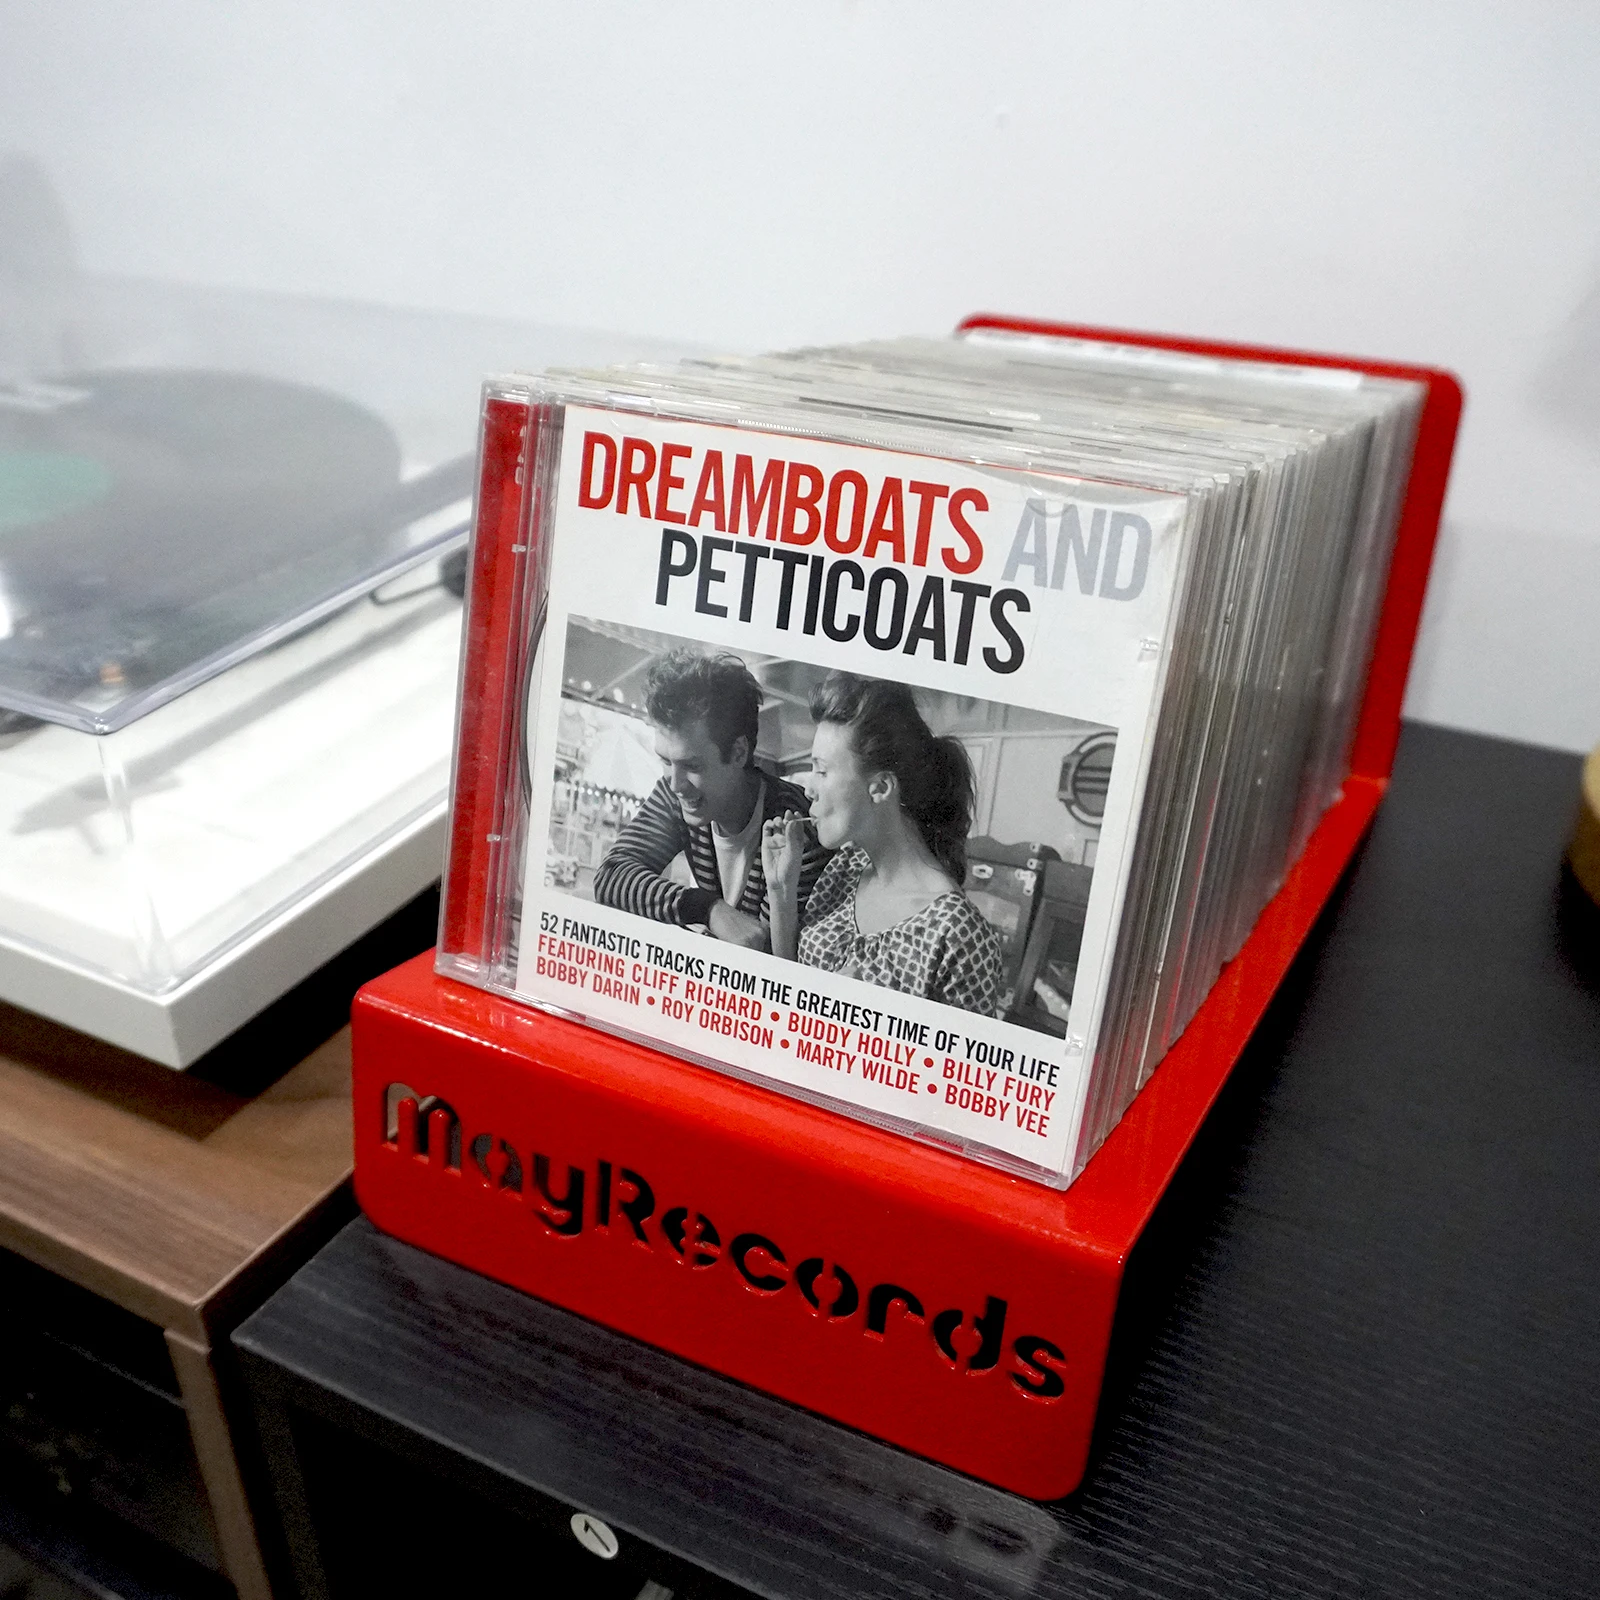 DREAMBOATS AND
PETTICOATS
52 FANTASTIC TRACKS FROM THE GREATEST TIME OF YOUR LIFE
FEATURING CLIFF RICHARD • BUDDY HOLLY • BILLY FURY
BOBBY DARIN • ROY ORBISON • MARTY WILDE • BOBBY VEE
MayRecords